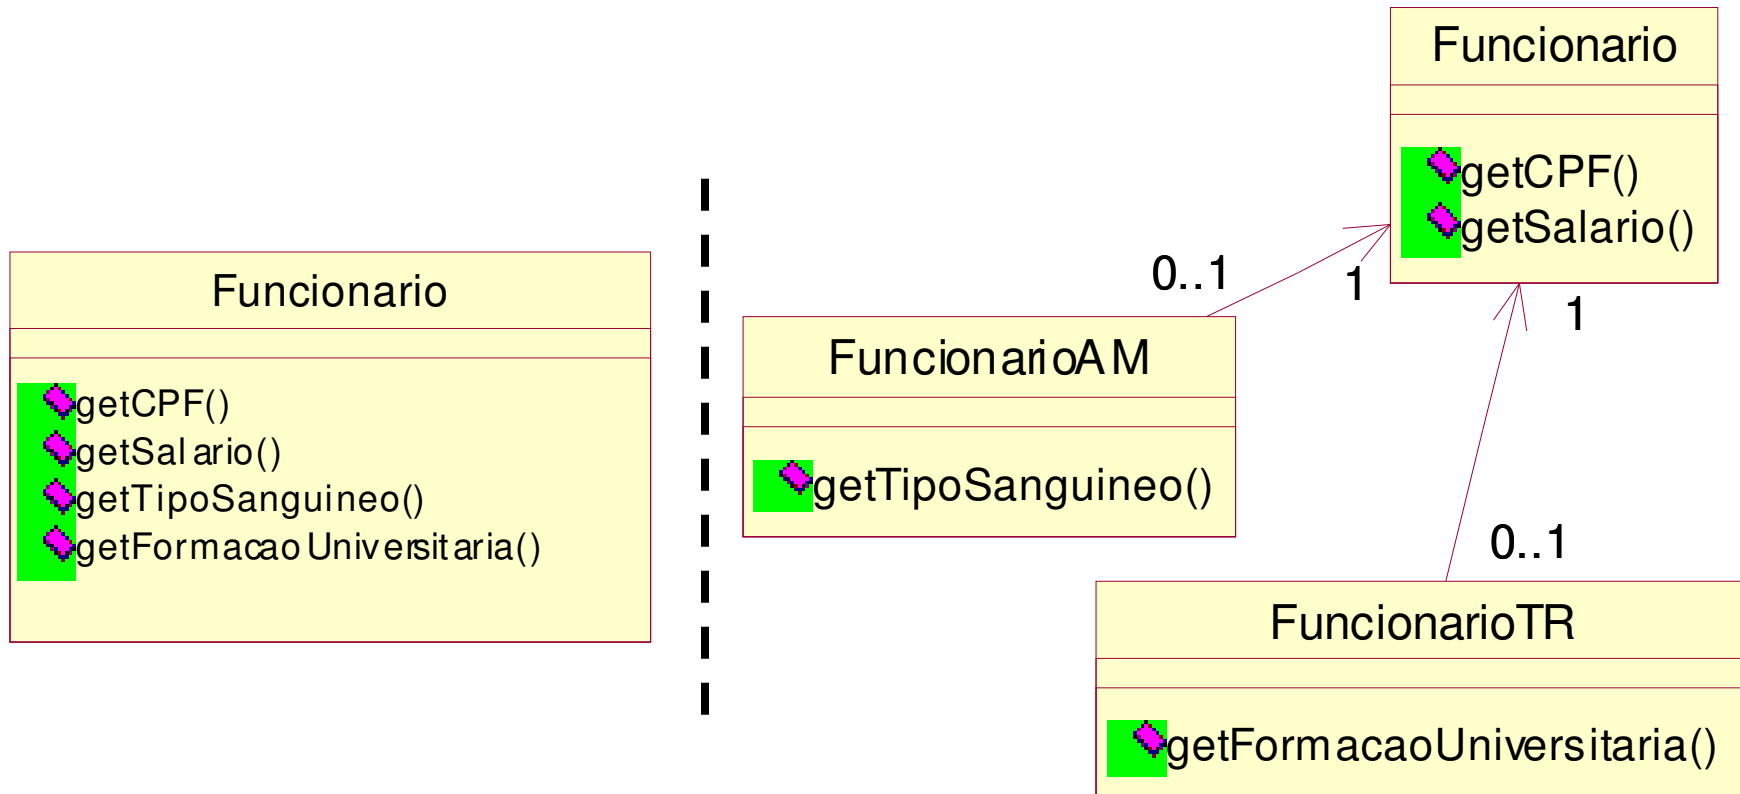 Funcionario
getCPF()
getSalario()
getTipoSanguineo()
getFormacaoUniversitaria()
Funcionario
getCPF()
getSalario()
0..1
1
1
FuncionarioAM
getTipoSanguineo()
0..1
FuncionarioTR
getFormacaoUniversitaria()